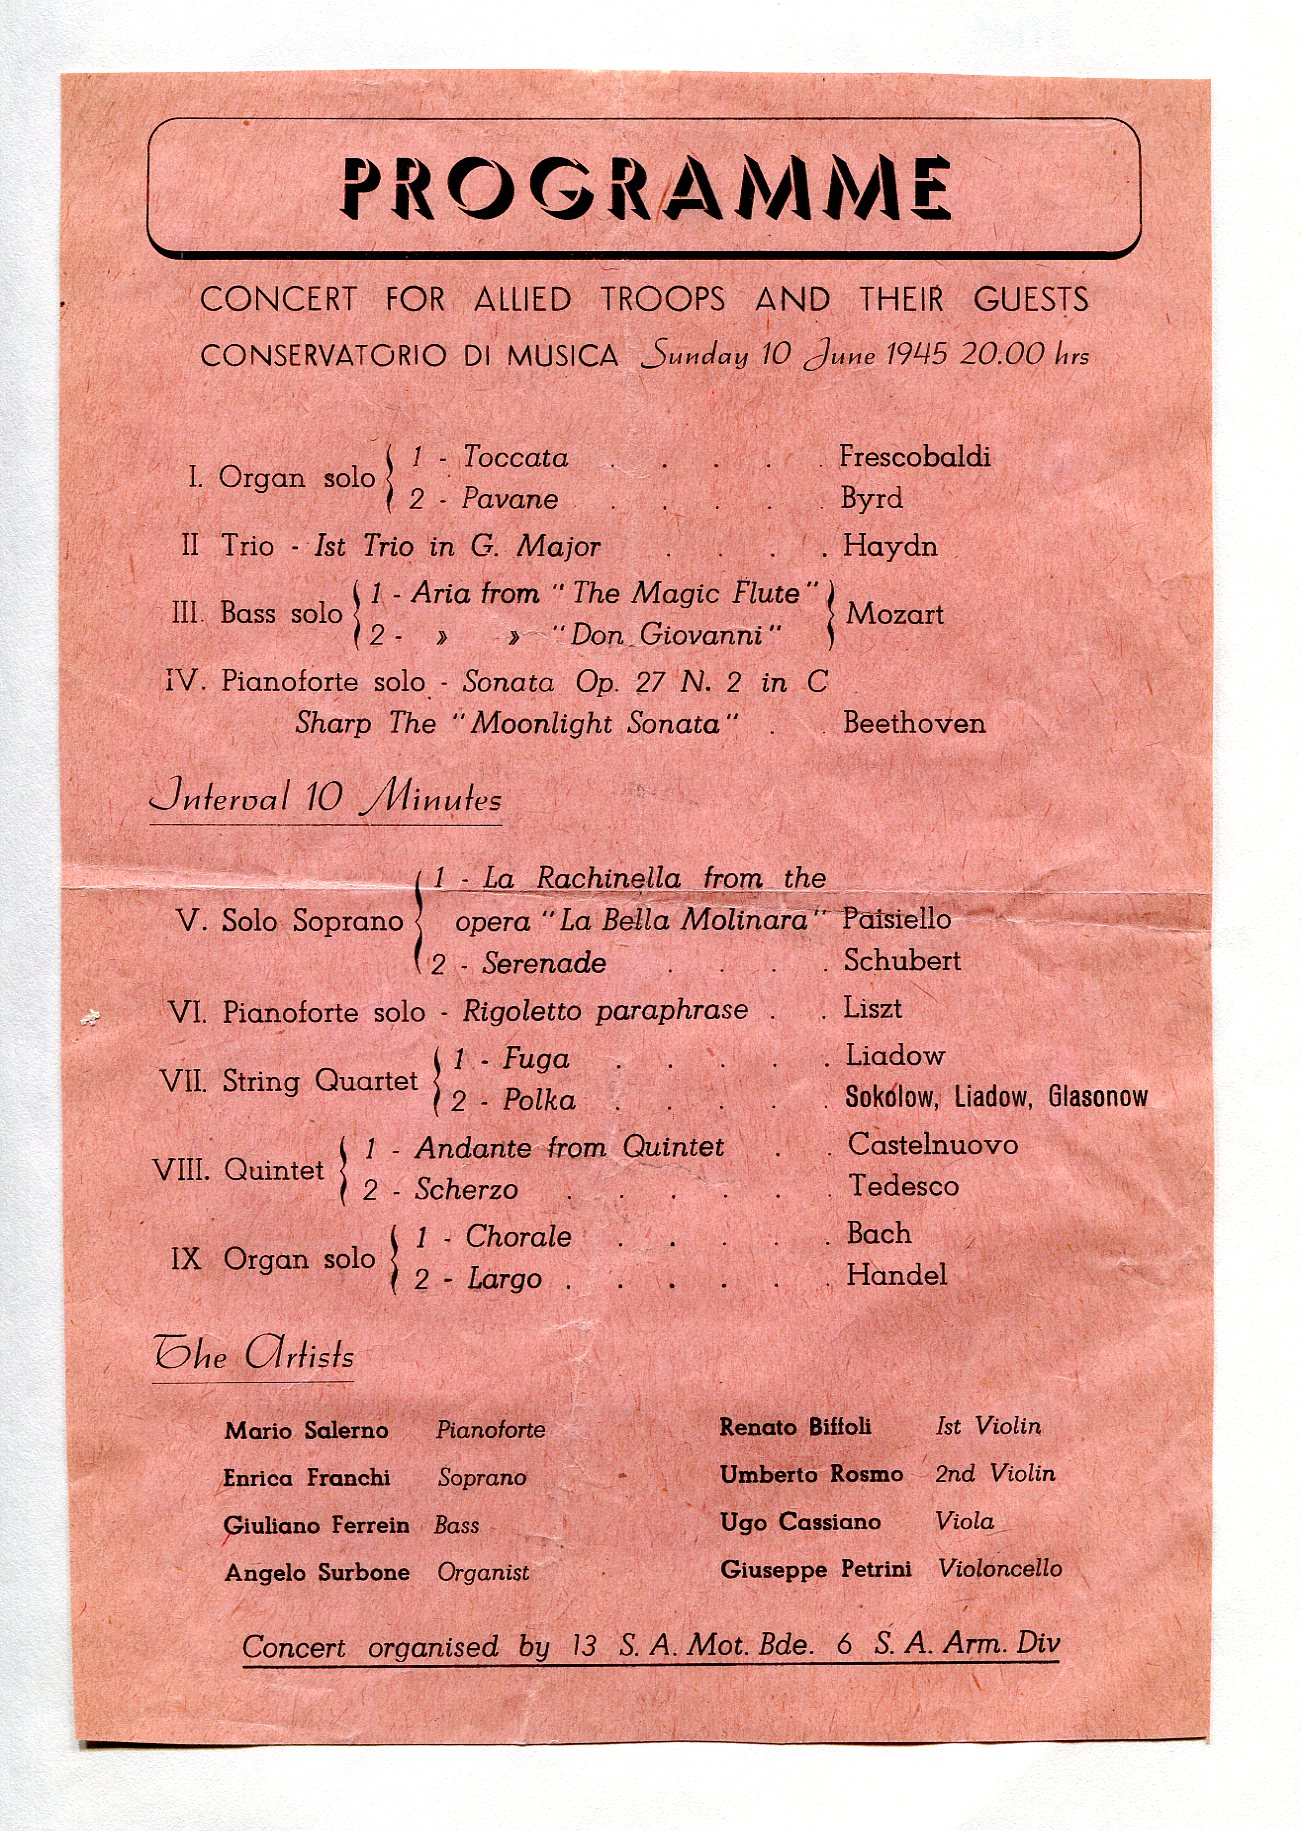 PROGRAMME
CONCERT FOR ALLIED TROOPS AND THEIR GUESTS
CONSERVATORIO DI MUSICA Sunday 10 June 1945 20.00 hrs
I. Organ solo { 1 - Toccata . . . . . Frescobaldi
2 - Pavane . . . . . Byrd
II Trio - Ist Trio in G. Major . . . . Haydn
III. Bass solo { 1 - Aria from "The Magic Flute" } Mozart
2 - » » "Don Giovanni"
IV. Pianoforte solo - Sonata Op. 27 N. 2 in C
Sharp The "Moonlight Sonata" . . Beethoven
Interval 10 Minutes
V. Solo Soprano { 1 - La Rachinella from the
opera "La Bella Molinara" Paisiello
2 - Serenade . . . . Schubert
VI. Pianoforte solo - Rigoletto paraphrase . . Liszt
VII. String Quartet { 1 - Fuga . . . . . Liadow
2 - Polka . . . . . Sokolow, Liadow, Glasonow
VIII. Quintet { 1 - Andante from Quintet . . Castelnuovo
2 - Scherzo . . . . . . Tedesco
IX Organ solo { 1 - Chorale . . . . . Bach
2 - Largo . . . . . . Handel
The Artists
Mario Salerno Pianoforte
Enrica Franchi Soprano
Giuliano Ferrein Bass
Angelo Surbone Organist
Renato Biffoli Ist Violin
Umberto Rosmo 2nd Violin
Ugo Cassiano Viola
Giuseppe Petrini Violoncello
Concert organised by 13 S. A. Mot. Bde. 6 S. A. Arm. Div